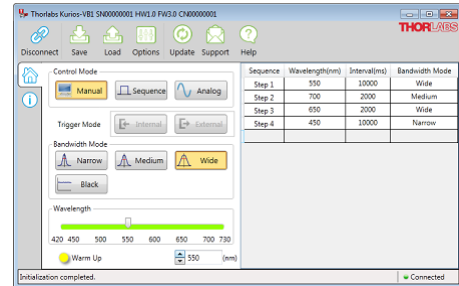 Thorlabs Kurios-VB1 SN00000001 HW1.0 FW3.0 CN00000001
THORLABS
Disconnect Save Load Options Update Support Help
Control Mode
Manual Sequence Analog
Trigger Mode Internal External
Bandwidth Mode
Narrow Medium Wide
Black
Wavelength
420 450 500 550 600 650 700 730
Warm Up 550 (nm)
Sequence Wavelength(nm) Interval(ms) Bandwidth Mode
Step 1 550 10000 Wide
Step 2 700 2000 Medium
Step 3 650 2000 Wide
Step 4 450 10000 Narrow
Initialization completed. Connected